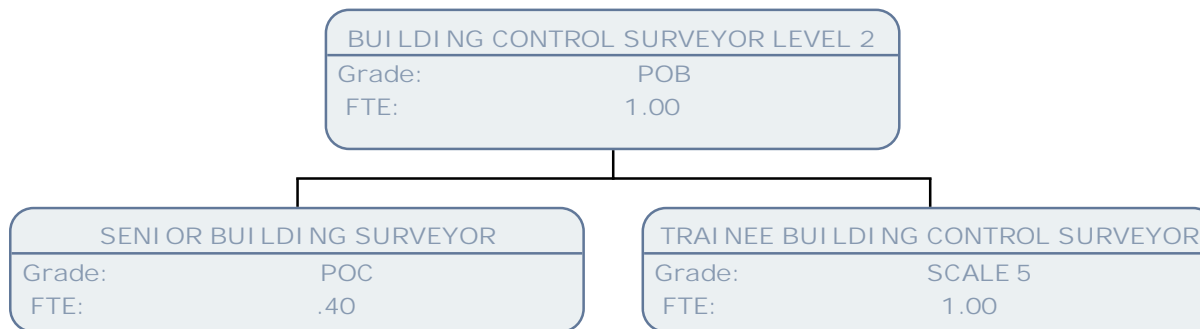 BUILDING CONTROL SURVEYOR LEVEL 2
Grade: POB
FTE: 1.00
SENIOR BUILDING SURVEYOR
Grade: POC
FTE: .40
TRAINEE BUILDING CONTROL SURVEYOR
Grade: SCALE 5
FTE: 1.00